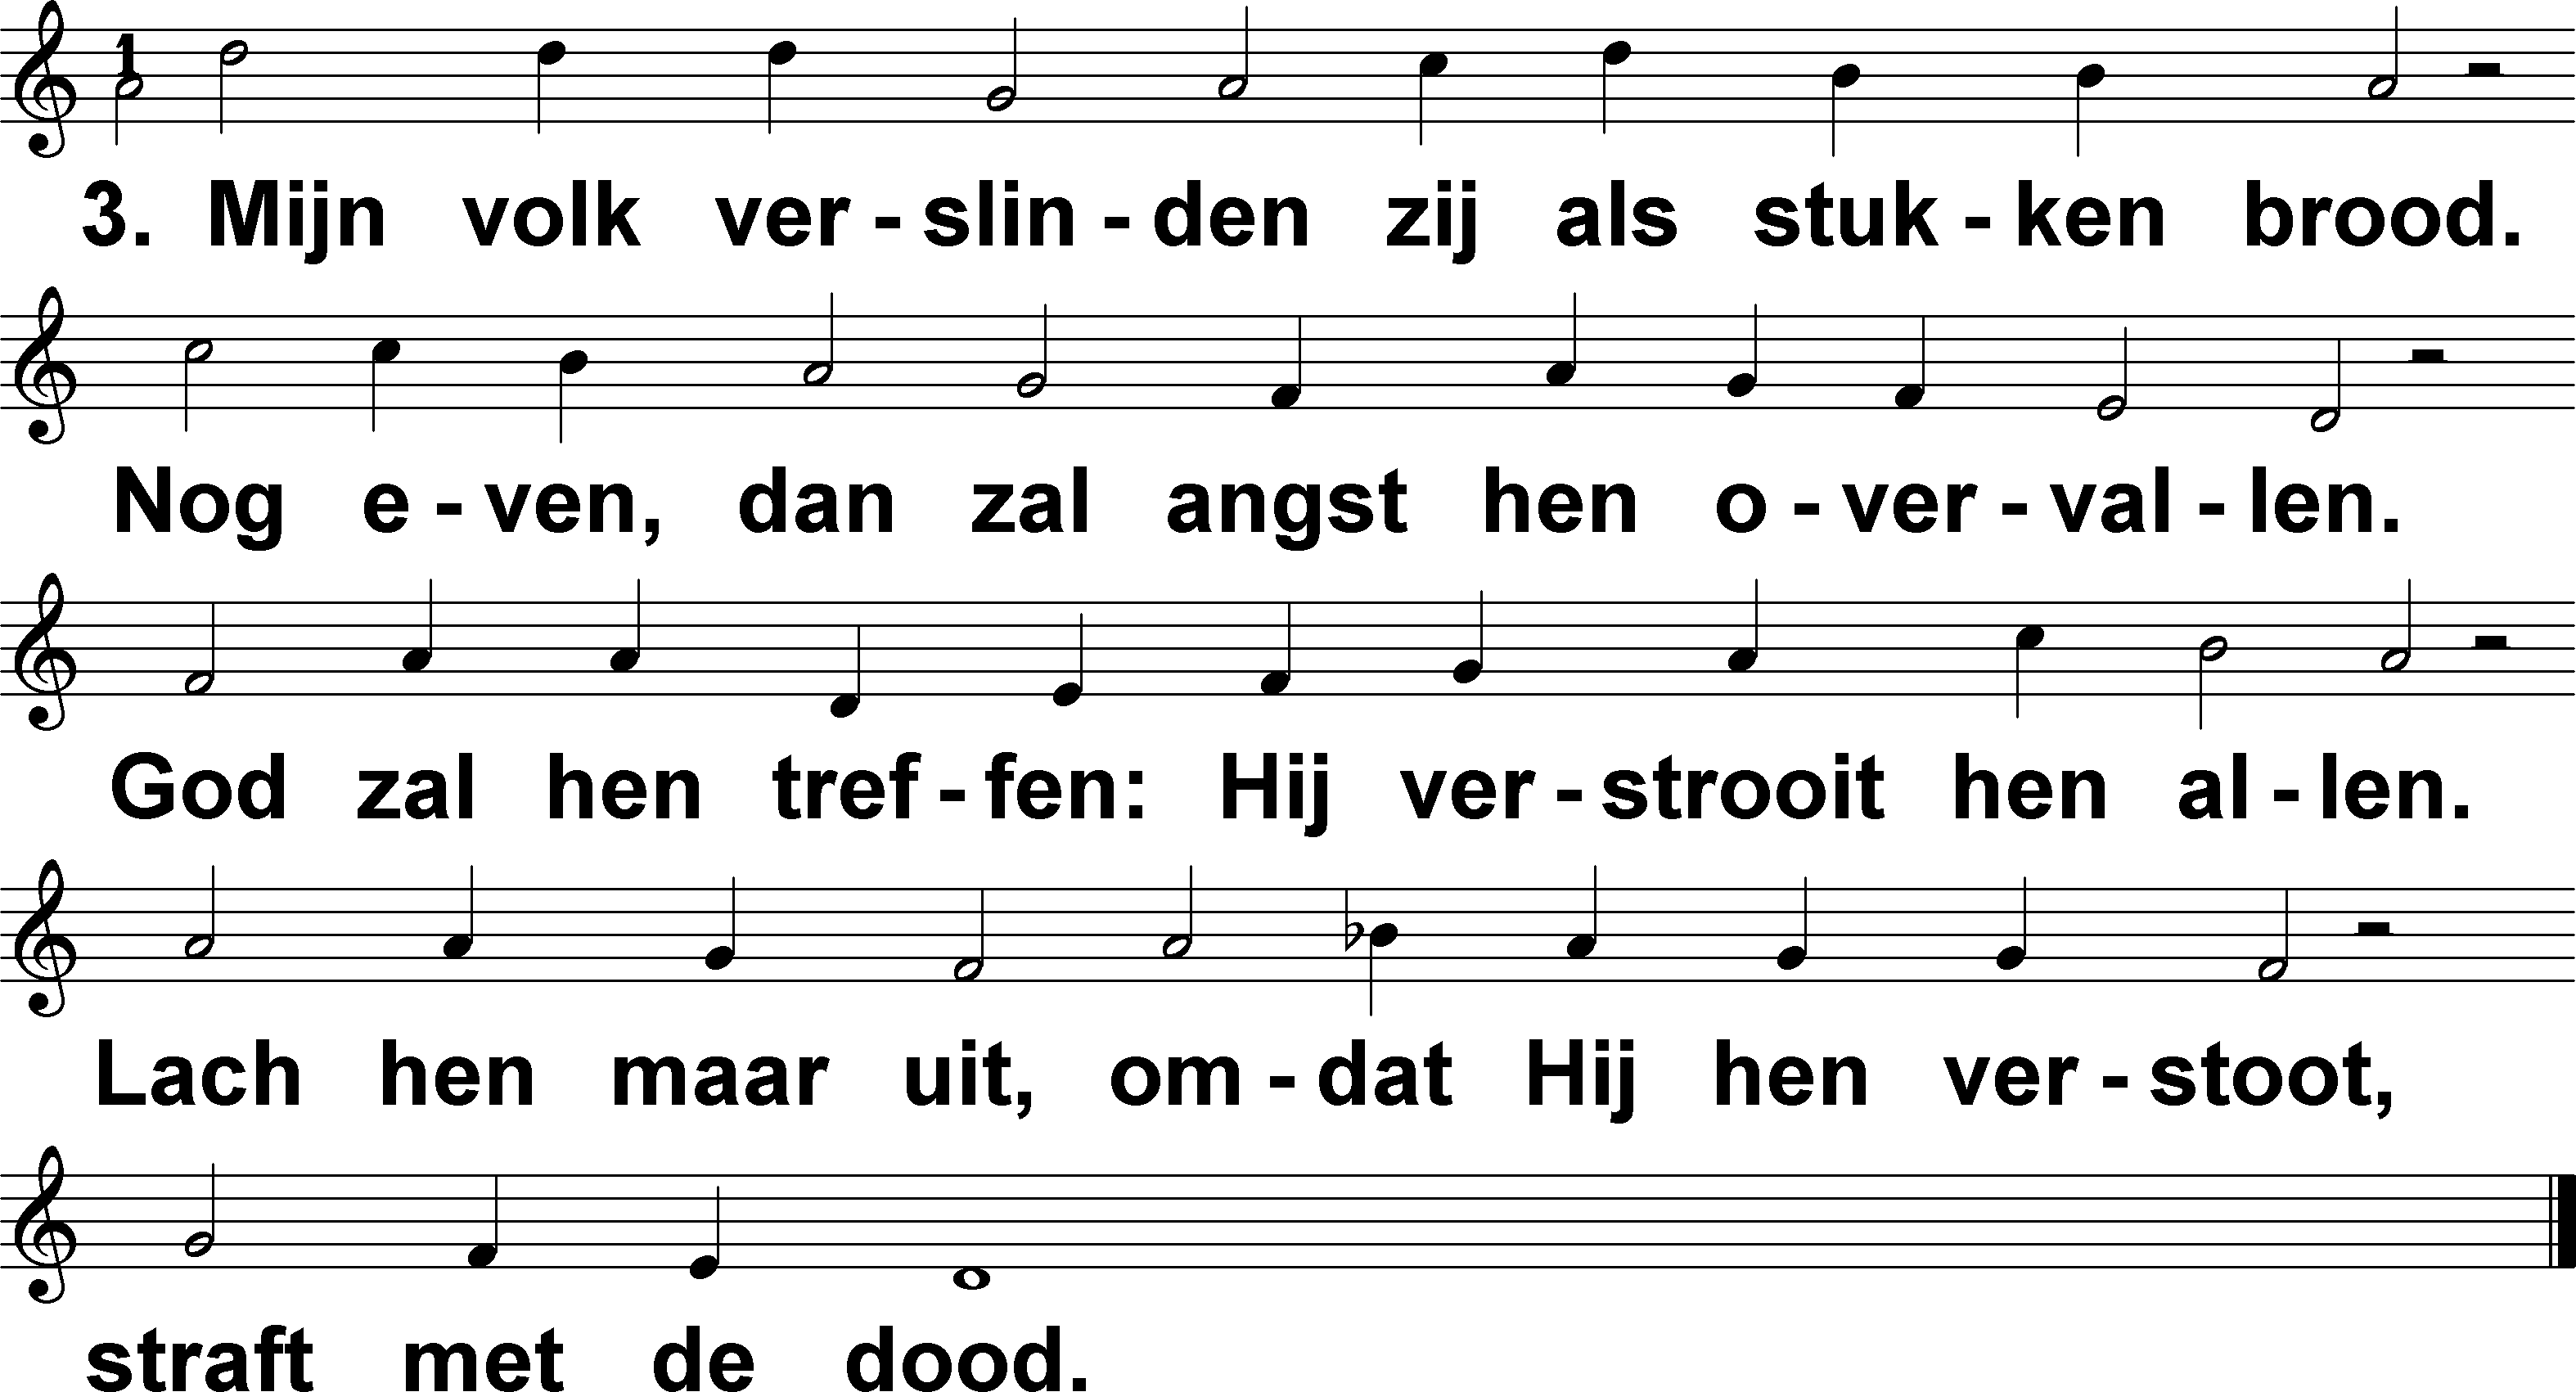 1
3. Mijn volk ver - slin - den zij als stuk - ken brood.
Nog e - ven, dan zal angst hen o - ver - val - len.
God zal hen tref - fen: Hij ver - strooit hen al - len.
Lach hen maar uit, om - dat Hij hen ver - stoot,
straft met de dood.